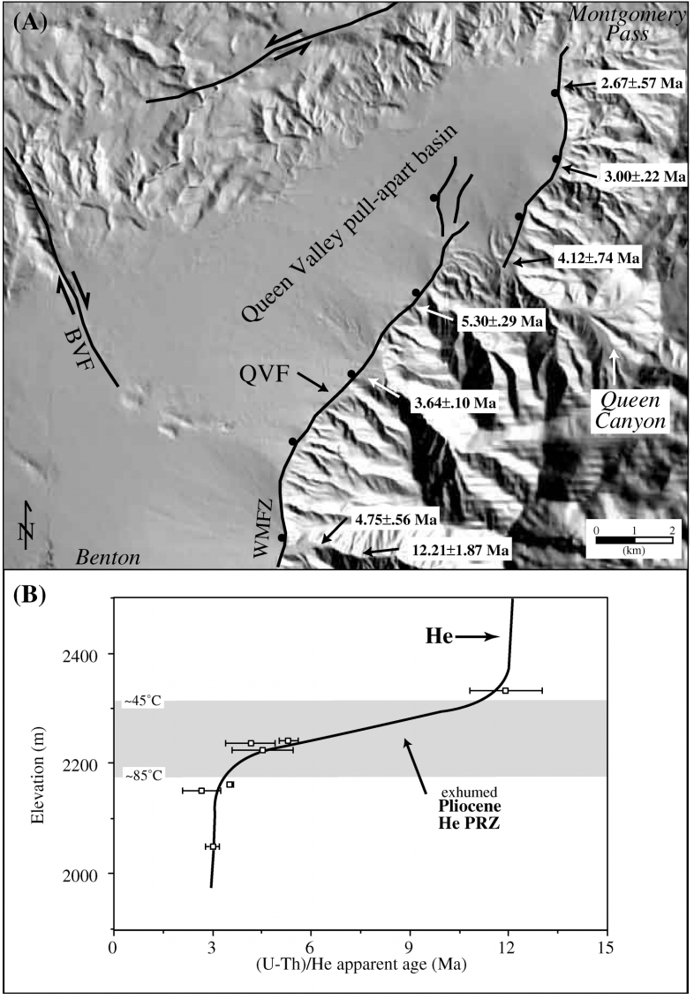 (A)
Montgomery
Pass
2.67±.57 Ma
3.00±.22 Ma
Queen Valley pull-apart basin
4.12±.74 Ma
5.30±.29 Ma
BVF
QVF
3.64±.10 Ma
Queen
Canyon
WMFZ
4.75±.56 Ma
12.21±1.87 Ma
N
Benton
0 1 2
(km)
(B)
He
2400
~45°C
2200
~85°C
exhumed
Pliocene
He PRZ
2000
Elevation (m)
0 3 6 9 12 15
(U-Th)/He apparent age (Ma)